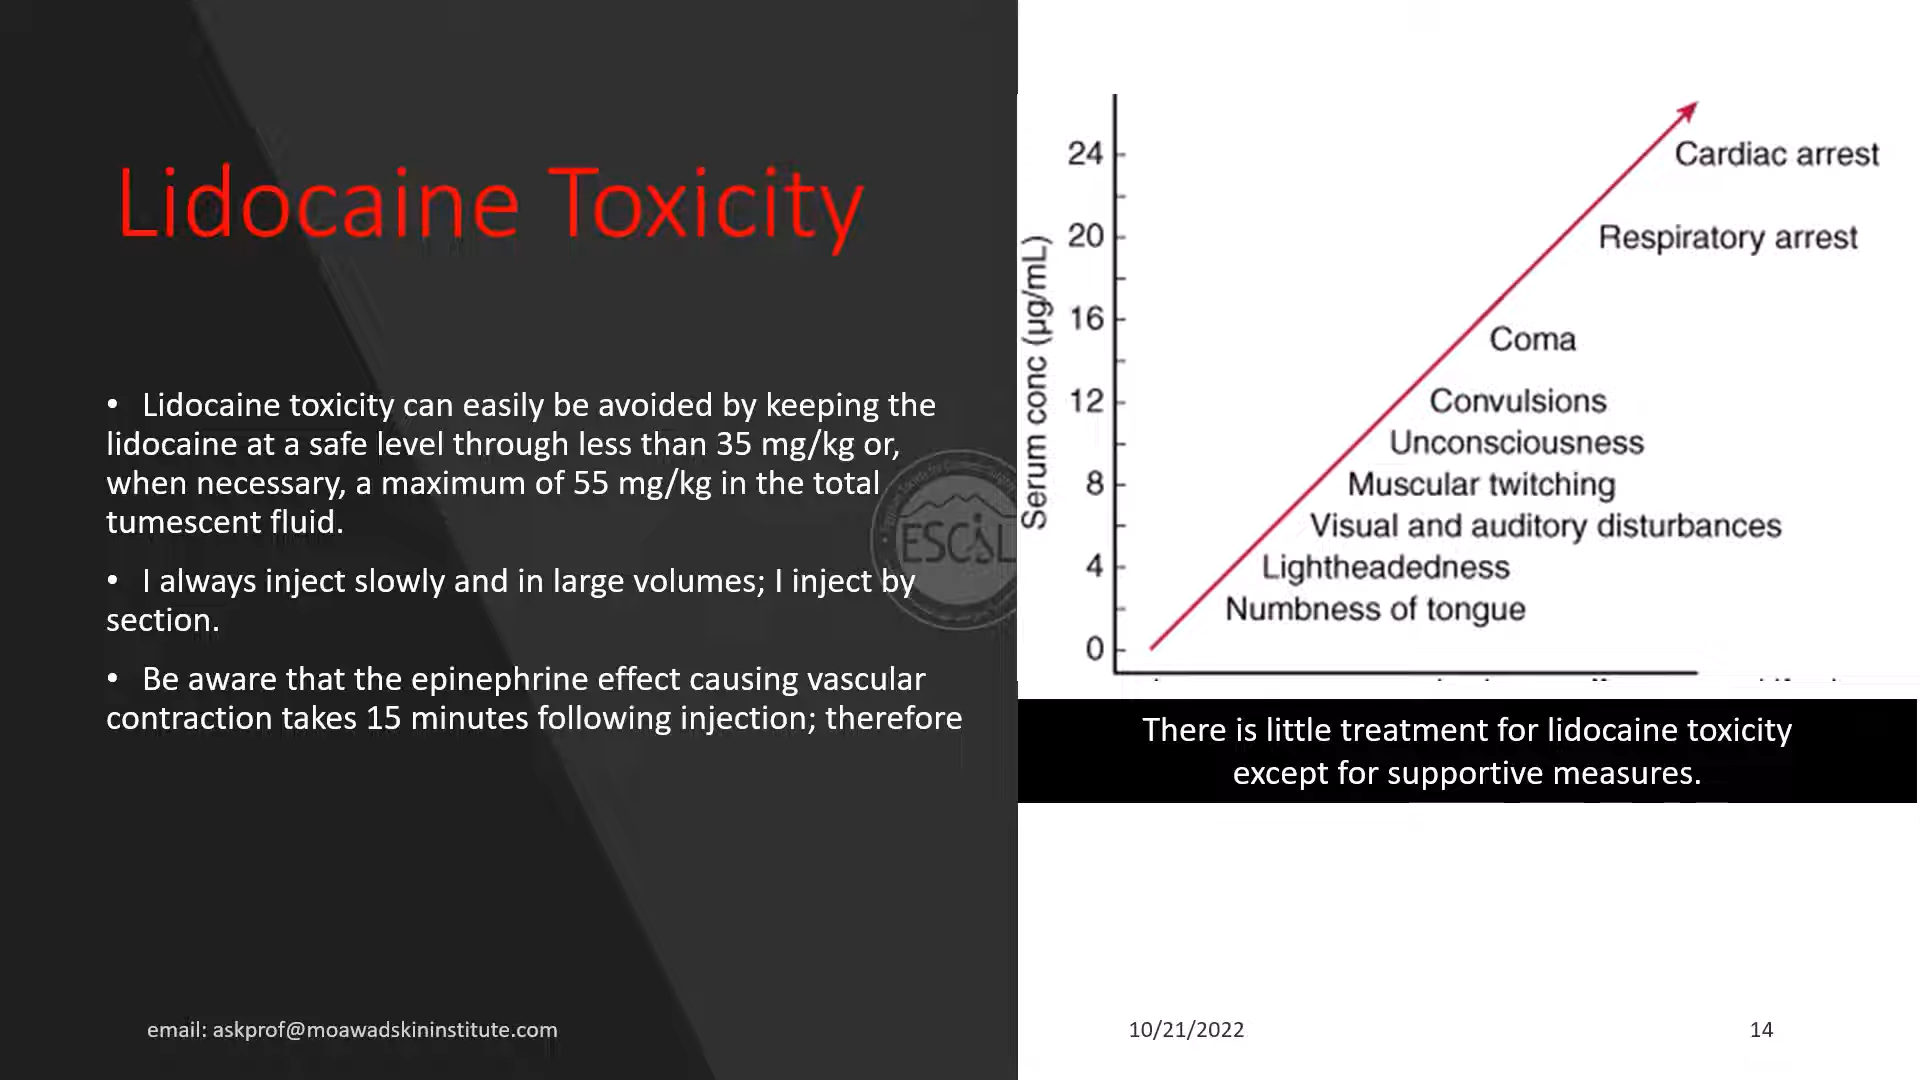 Lidocaine Toxicity
• Lidocaine toxicity can easily be avoided by keeping the
lidocaine at a safe level through less than 35 mg/kg or,
when necessary, a maximum of 55 mg/kg in the total
tumescent fluid.
• I always inject slowly and in large volumes; I inject by
section.
• Be aware that the epinephrine effect causing vascular
contraction takes 15 minutes following injection; therefore
ESCSL
email: askprof@moawadskininstitute.com
Serum conc (µg/mL)
24
20
16
12
8
4
0
Cardiac arrest
Respiratory arrest
Coma
Convulsions
Unconsciousness
Muscular twitching
Visual and auditory disturbances
Lightheadedness
Numbness of tongue
There is little treatment for lidocaine toxicity
except for supportive measures.
10/21/2022
14